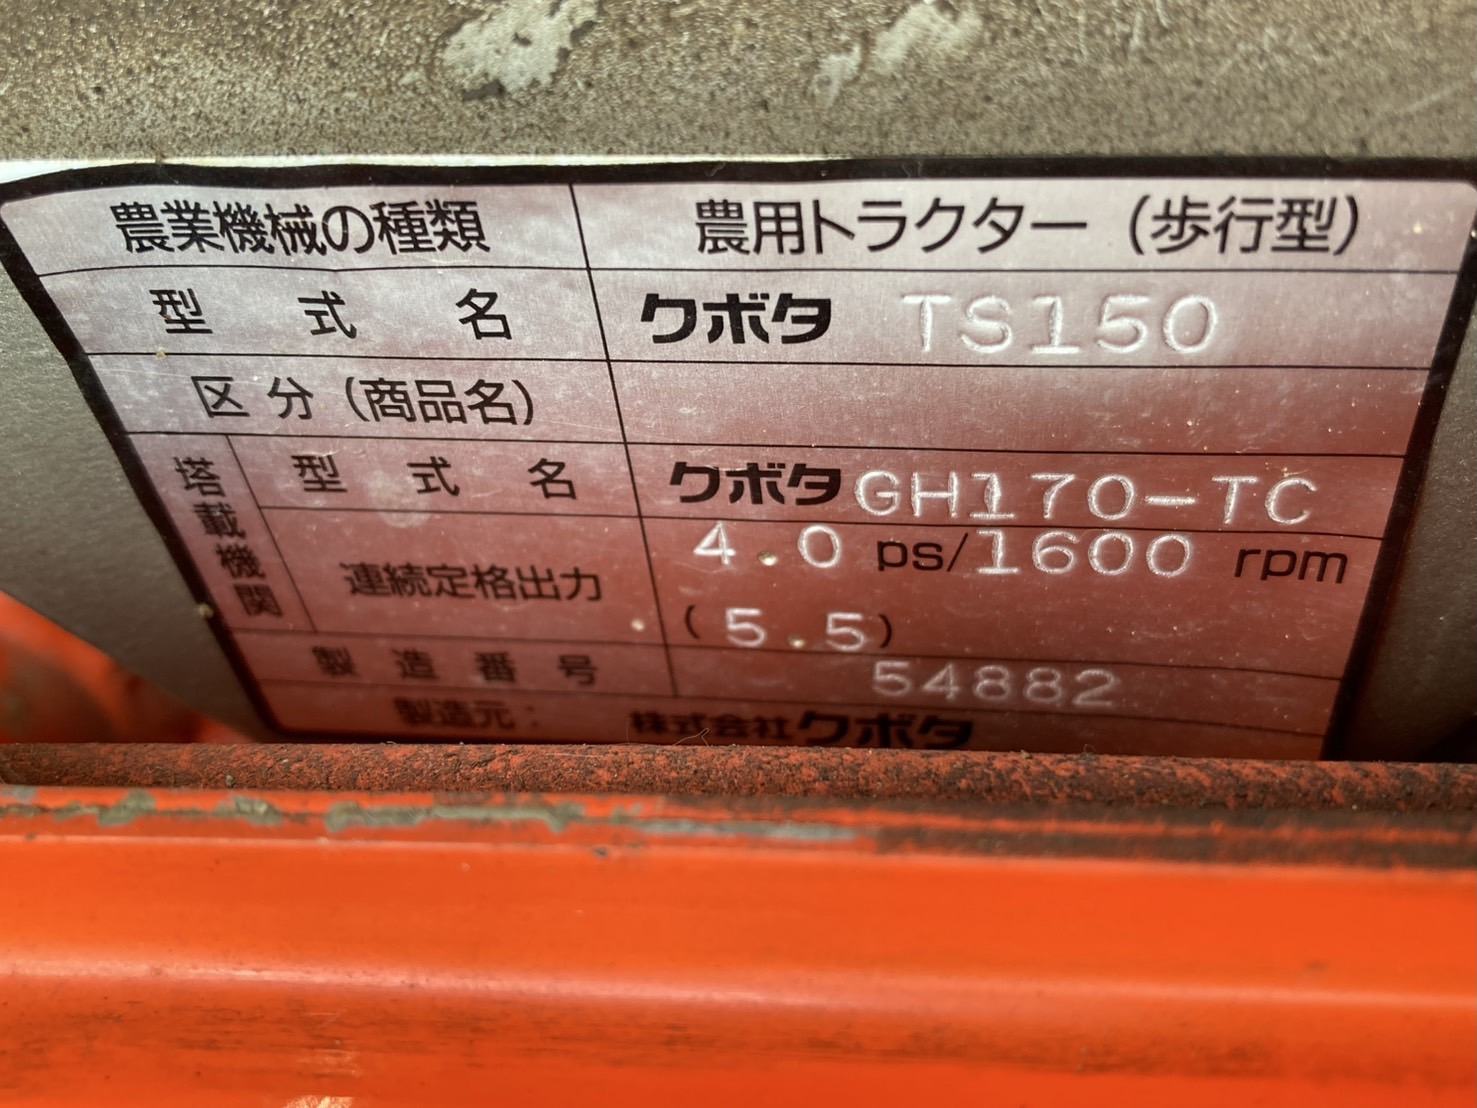 農業機械の種類 農用トラクター(歩行型)
型式名 クボタ TS150
区分(商品名)
塔載機関
型式名 クボタ GH170-TC
連続定格出力 4.0 ps/1600 rpm
(5.5)
製造番号 54882
製造元: 株式会社クボタ